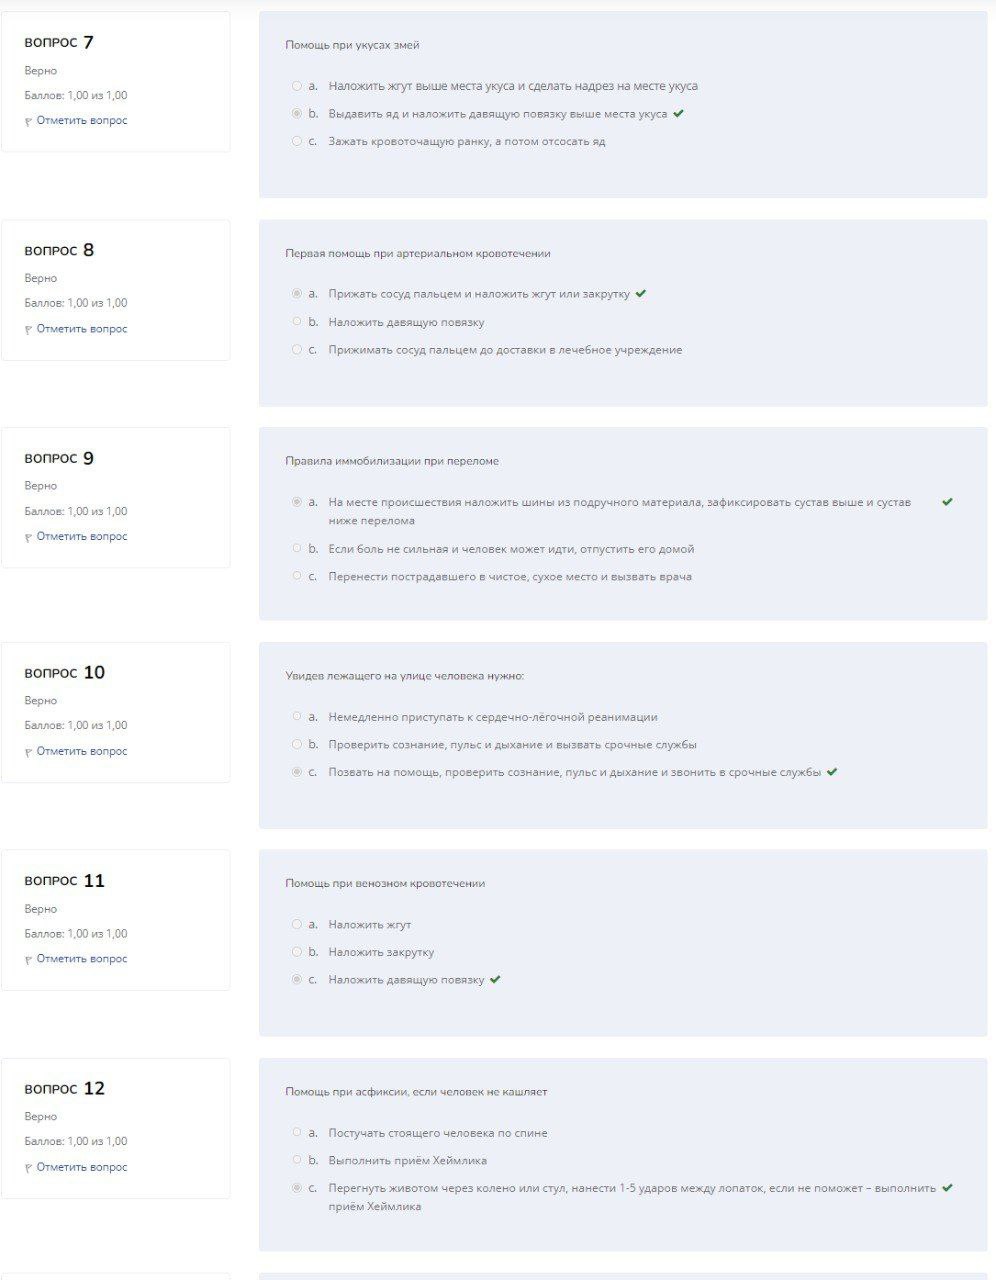 ВОПРОС 7
Верно
Баллов: 1,00 из 1,00
Отметить вопрос
Помощь при укусах змей
a. Наложить жгут выше места укуса и сделать надрез на месте укуса
b. Выдавить яд и наложить давящую повязку выше места укуса
c. Зажать кровоточащую ранку, а потом отсосать яд
ВОПРОС 8
Верно
Баллов: 1,00 из 1,00
Отметить вопрос
Первая помощь при артериальном кровотечении
a. Прижать сосуд пальцем и наложить жгут или закрутку
b. Наложить давящую повязку
c. Прижимать сосуд пальцем до доставки в лечебное учреждение
ВОПРОС 9
Верно
Баллов: 1,00 из 1,00
Отметить вопрос
Правила иммобилизации при переломе
a. На месте происшествия наложить шины из подручного материала, зафиксировать сустав выше и сустав
ниже перелома
b. Если боль не сильная и человек может идти, отпустить его домой
c. Перенести пострадавшего в чистое, сухое место и вызвать врача
ВОПРОС 10
Верно
Баллов: 1,00 из 1,00
Отметить вопрос
Увидев лежащего на улице человека нужно:
a. Немедленно приступать к сердечно-лёгочной реанимации
b. Проверить сознание, пульс и дыхание и вызвать срочные службы
c. Позвать на помощь, проверить сознание, пульс и дыхание и звонить в срочные службы
ВОПРОС 11
Верно
Баллов: 1,00 из 1,00
Отметить вопрос
Помощь при венозном кровотечении
a. Наложить жгут
b. Наложить закрутку
c. Наложить давящую повязку
ВОПРОС 12
Верно
Баллов: 1,00 из 1,00
Отметить вопрос
Помощь при асфиксии, если человек не кашляет
a. Постучать стоящего человека по спине
b. Выполнить приём Хеймлика
c. Перегнуть животом через колено или стул, нанести 1-5 ударов между лопаток, если не поможет – выполнить
приём Хеймлика